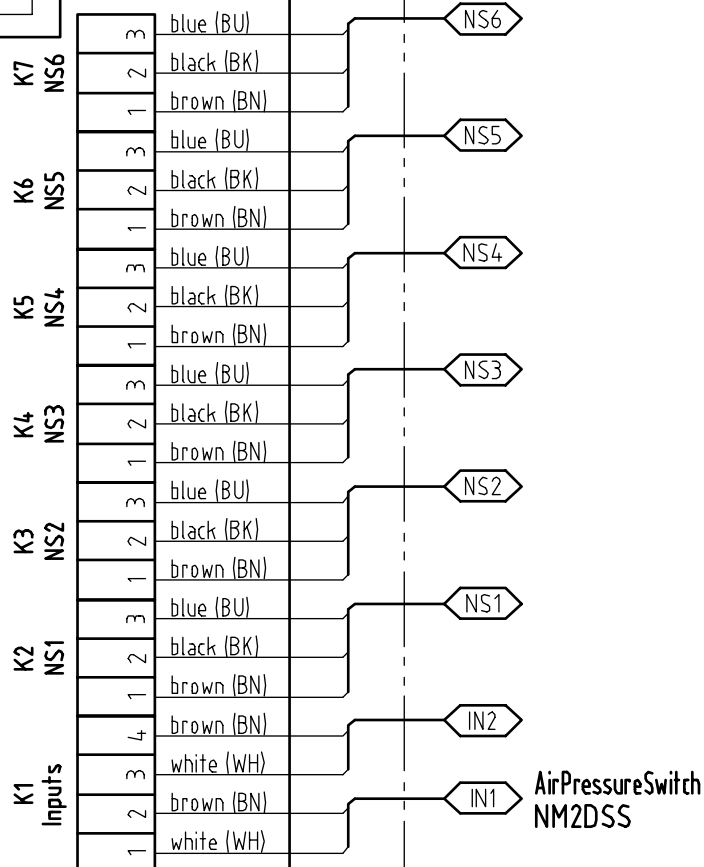 K7
NS6
3 blue (BU)
2 black (BK)
1 brown (BN)
NS6
K6
NS5
3 blue (BU)
2 black (BK)
1 brown (BN)
NS5
K5
NS4
3 blue (BU)
2 black (BK)
1 brown (BN)
NS4
K4
NS3
3 blue (BU)
2 black (BK)
1 brown (BN)
NS3
K3
NS2
3 blue (BU)
2 black (BK)
1 brown (BN)
NS2
K2
NS1
3 blue (BU)
2 black (BK)
1 brown (BN)
NS1
K1
Inputs
4 brown (BN)
3 white (WH)
IN2
2 brown (BN)
1 white (WH)
IN1
AirPressureSwitch
NM2DSS